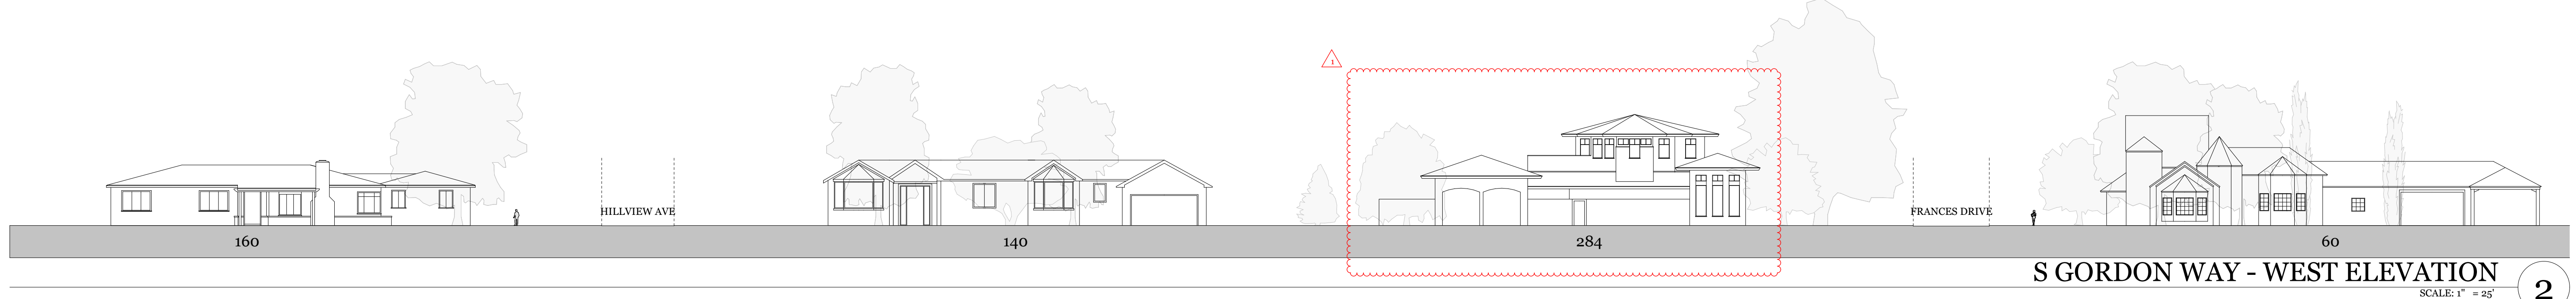 1
HILLVIEW AVE
FRANCES DRIVE
160
140
284
60
S GORDON WAY - WEST ELEVATION
SCALE: 1" = 25'
2